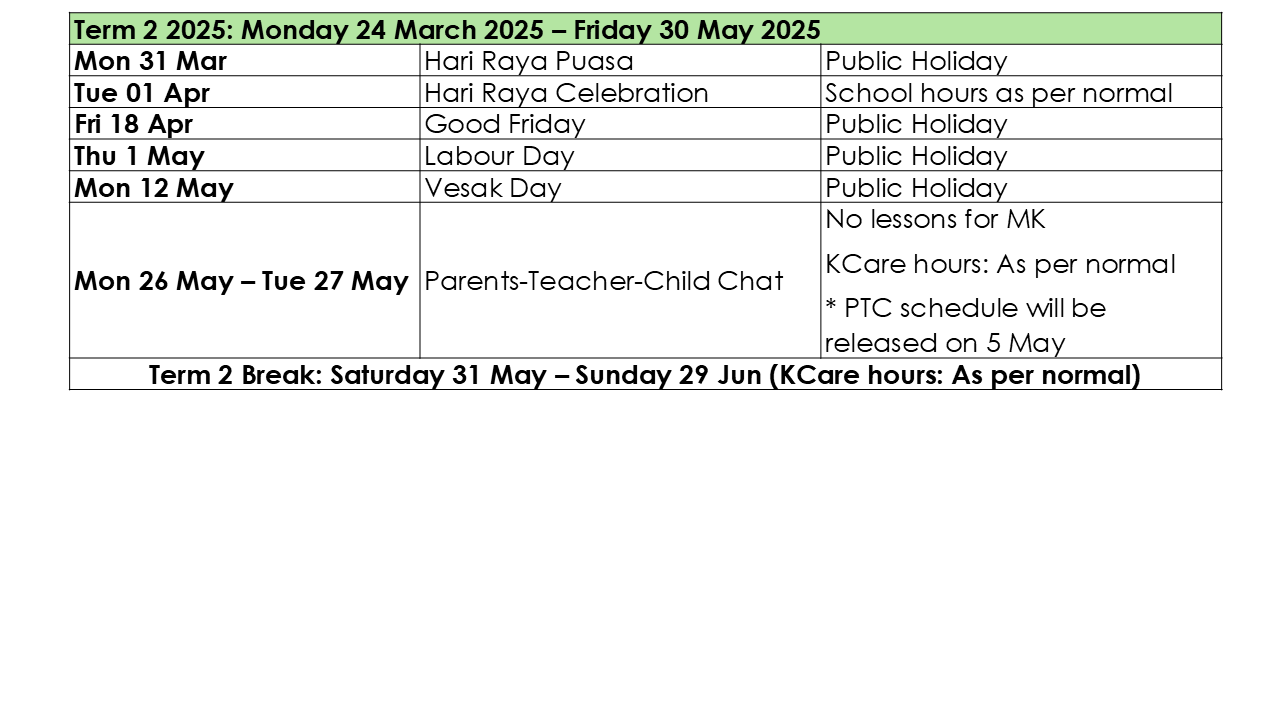 Term 2 2025: Monday 24 March 2025 – Friday 30 May 2025
Mon 31 Mar Hari Raya Puasa Public Holiday
Tue 01 Apr Hari Raya Celebration School hours as per normal
Fri 18 Apr Good Friday Public Holiday
Thu 1 May Labour Day Public Holiday
Mon 12 May Vesak Day Public Holiday
Mon 26 May – Tue 27 May Parents-Teacher-Child Chat
No lessons for MK
KCare hours: As per normal
* PTC schedule will be
released on 5 May
Term 2 Break: Saturday 31 May – Sunday 29 Jun (KCare hours: As per normal)